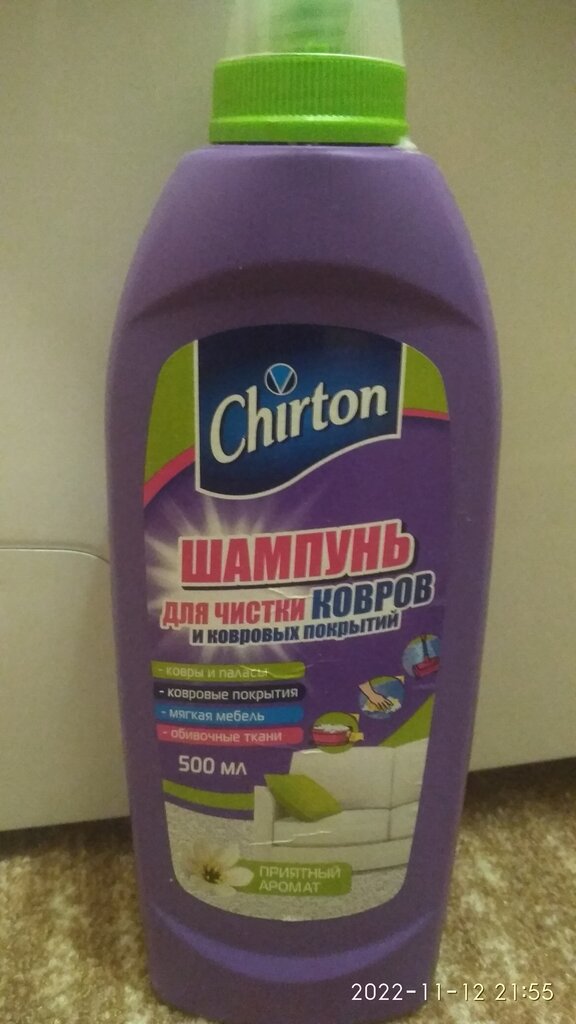 Chirton
ШАМПУНЬ
ДЛЯ ЧИСТКИ КОВРОВ
И КОВРОВЫХ ПОКРЫТИЙ
- ковры и паласы
- ковровые покрытия
- мягкая мебель
- обивочные ткани
500 МЛ
ПРИЯТНЫЙ
АРОМАТ
2022-11-12 21:55